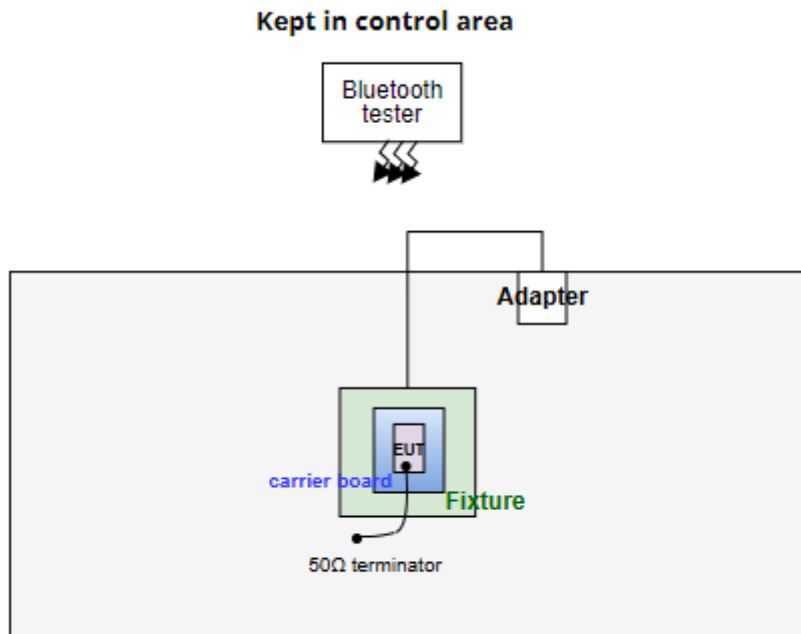 Kept in control area
Bluetooth
tester
Adapter
EUT
carrier board
Fixture
50Ω terminator